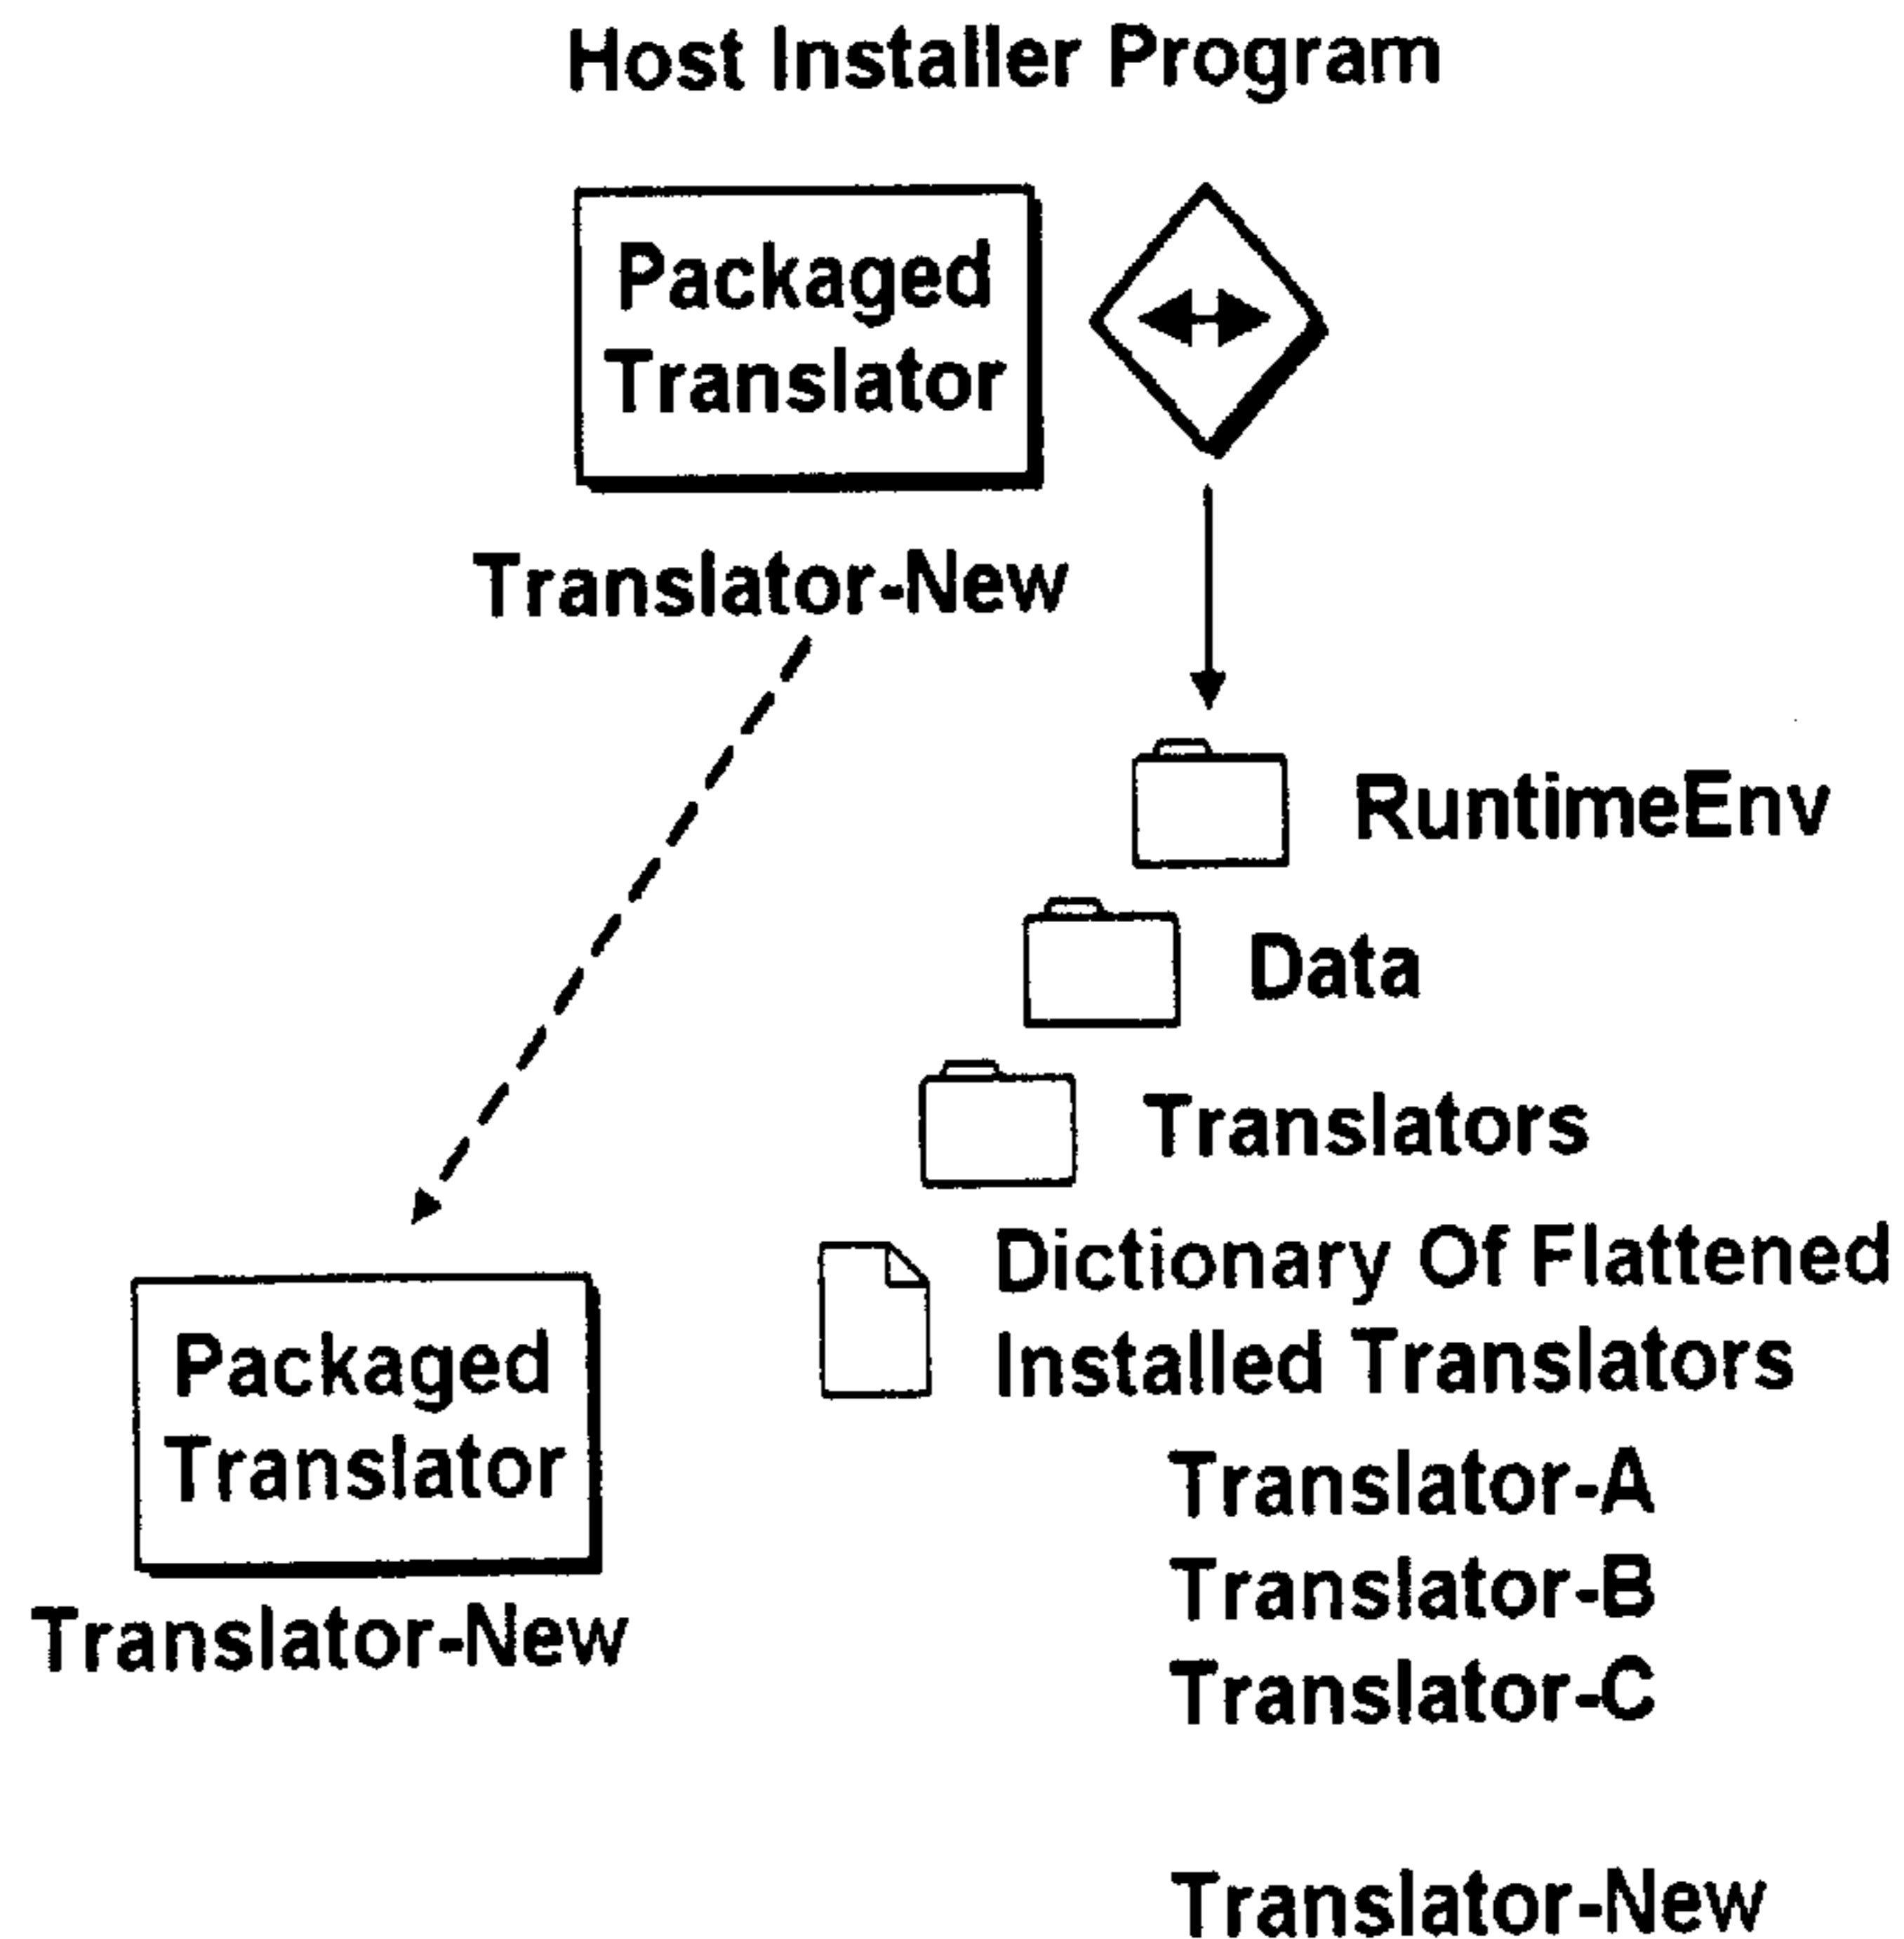 Host Installer Program
Packaged
Translator
Translator-New
RuntimeEnv
Data
Translators
Dictionary Of Flattened
Installed Translators
Packaged
Translator
Translator-New
Translator-A
Translator-B
Translator-C
Translator-New